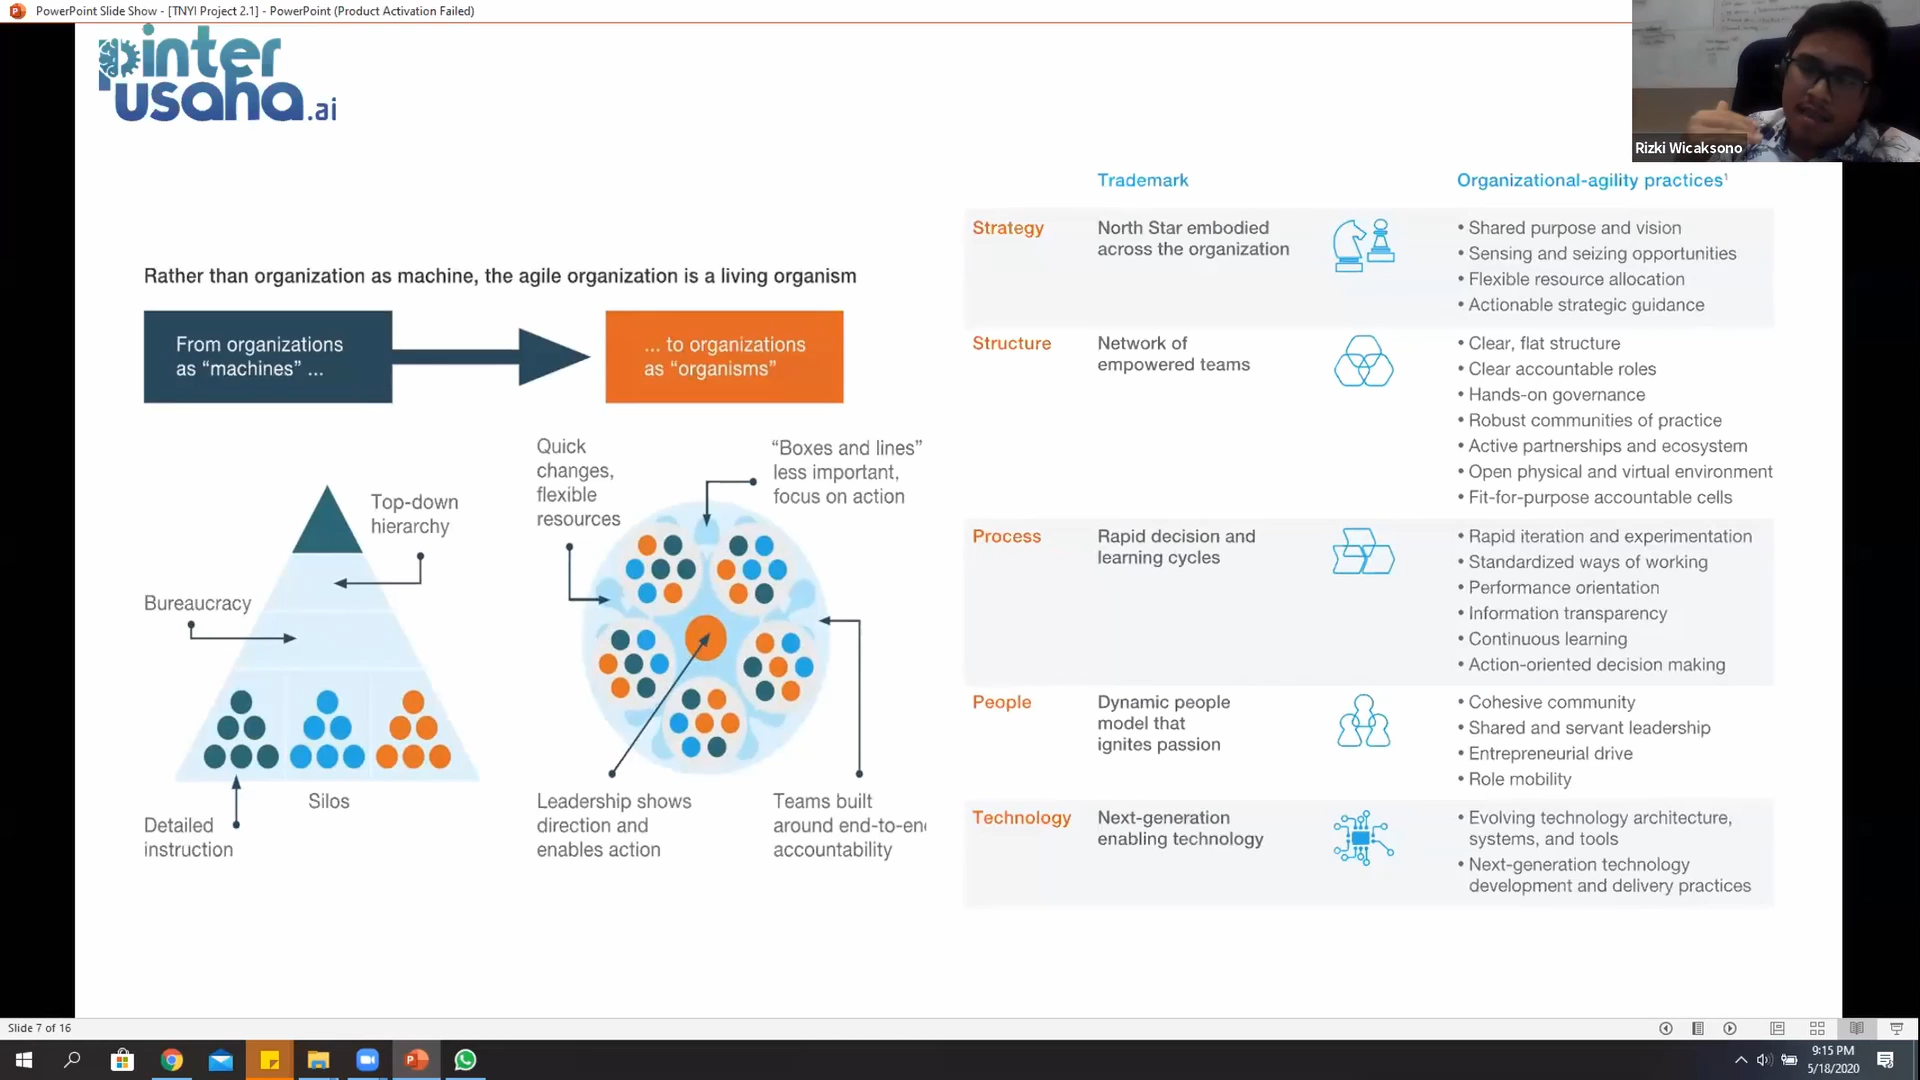 PowerPoint Slide Show - [TNYI Project 2.1] - PowerPoint (Product Activation Failed)
pinter
usaha.ai
Rizki Wicaksono
Rather than organization as machine, the agile organization is a living organism
From organizations
as “machines” ...
... to organizations
as “organisms”
Top-down
hierarchy
Bureaucracy
Silos
Detailed
instruction
Quick
changes,
flexible
resources
“Boxes and lines”
less important,
focus on action
Leadership shows
direction and
enables action
Teams built
around end-to-en
accountability
Trademark
Organizational-agility practices¹
Strategy
North Star embodied
across the organization
• Shared purpose and vision
• Sensing and seizing opportunities
• Flexible resource allocation
• Actionable strategic guidance
Structure
Network of
empowered teams
• Clear, flat structure
• Clear accountable roles
• Hands-on governance
• Robust communities of practice
• Active partnerships and ecosystem
• Open physical and virtual environment
• Fit-for-purpose accountable cells
Process
Rapid decision and
learning cycles
• Rapid iteration and experimentation
• Standardized ways of working
• Performance orientation
• Information transparency
• Continuous learning
• Action-oriented decision making
People
Dynamic people
model that
ignites passion
• Cohesive community
• Shared and servant leadership
• Entrepreneurial drive
• Role mobility
Technology
Next-generation
enabling technology
• Evolving technology architecture,
systems, and tools
• Next-generation technology
development and delivery practices
Slide 7 of 16
9:15 PM
5/18/2020